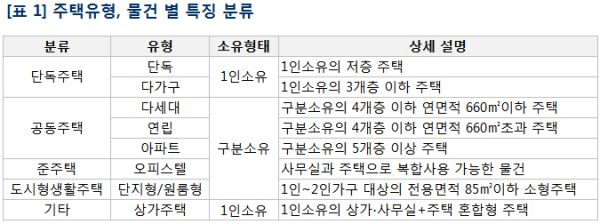 [표 1] 주택유형, 물건 별 특징 분류
분류 유형 소유형태 상세 설명
단독주택 단독 1인소유 1인소유의 저층 주택
다가구 1인소유의 3개층 이하 주택
공동주택 다세대 구분소유 구분소유의 4개층 이하 연면적 660㎡이하 주택
연립 구분소유의 4개층 이하 연면적 660㎡초과 주택
아파트 구분소유의 5개층 이상 주택
준주택 오피스텔 사무실과 주택으로 복합사용 가능한 물건
도시형생활주택 단지형/원룸형 1인~2인가구 대상의 전용면적 85㎡이하 소형주택
기타 상가주택 1인소유 1인소유의 상가·사무실+주택 혼합형 주택